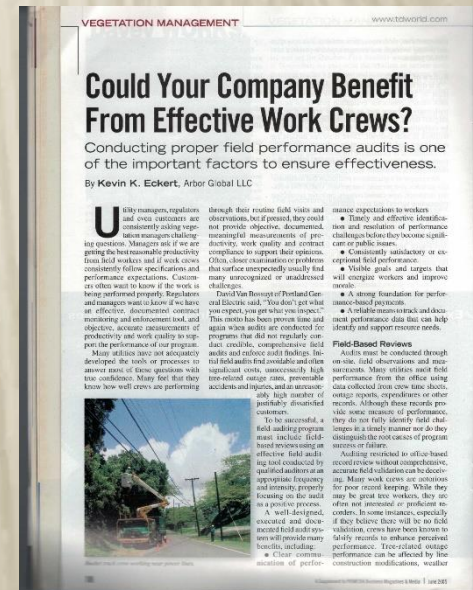 VEGETATION MANAGEMENT
www.tdworld.com
Could Your Company Benefit
From Effective Work Crews?
Conducting proper field performance audits is one
of the important factors to ensure effectiveness.
By Kevin K. Eckert, Arbor Global LLC
Utility managers, regulators
and even customers are
consistently asking vege-
tation managers challeng-
ing questions. Managers ask if we are
getting the best reasonable productivity
from field workers and if work crews
consistently follow specifications and
performance expectations. Custom-
ers often want to know if the work is
being performed properly. Regulators
and managers want to know if we have
an effective, documented contract
monitoring and enforcement tool, and
objective, accurate measurements of
productivity and work quality to sup-
port the performance of our program.
Many utilities have not adequately
developed the tools or processes to
answer most of these questions with
true confidence. Many feel that they
know how well crews are performing
through their routine field visits and
observations, but if pressed, they could
not provide objective, documented,
meaningful measurements of pro-
ductivity, work quality and contract
compliance to support their opinions.
Often, closer examination or problems
that surface unexpectedly usually find
many unrecognized or unaddressed
challenges.
David Van Bossuyt of Portland Gen-
eral Electric said, "You don't get what
you expect, you get what you inspect."
This motto has been proven time and
again when audits are conducted for
programs that did not regularly con-
duct credible, comprehensive field
audits and enforce audit findings. Ini-
tial field audits find avoidable and often
significant costs, unnecessarily high
tree-related outage rates, preventable
accidents and injuries, and an unreason-
ably high number of
justifiably dissatisfied
customers.
To be successful, a
field auditing program
must include field-
based reviews using an
effective field audit-
ing tool conducted by
qualified auditors at an
appropriate frequency
and intensity, properly
focusing on the audit
as a positive process.
A well-designed,
executed and docu-
mented field audit sys-
tem will provide many
benefits, including:
● Clear commu-
nication of perfor-
mance expectations to workers
● Timely and effective identifica-
tion and resolution of performance
challenges before they become signifi-
cant or public issues.
● Consistently satisfactory or ex-
ceptional field performance.
● Visible goals and targets that
will energize workers and improve
morale.
● A strong foundation for perfor-
mance-based payments.
● A reliable means to track and docu-
ment performance data that can help
identify and support resource needs.
Field-Based Reviews
Audits must be conducted through
on-site, field observations and mea-
surements. Many utilities audit field
performance from the office using
data collected from crew time sheets,
outage reports, expenditures or other
records. Although these records pro-
vide some measure of performance,
they do not fully identify field chal-
lenges in a timely manner nor do they
distinguish the root causes of program
success or failure.
Auditing restricted to office-based
record review without comprehensive,
accurate field validation can be deceiv-
ing. Many work crews are notorious
for poor record keeping. While they
may be great tree workers, they are
often not interested or proficient re-
corders. In some instances, especially
if they believe there will be no field
validation, crews have been known to
falsify records to enhance perceived
performance. Tree-related outage
performance can be affected by line
construction modifications, weather
June 2005